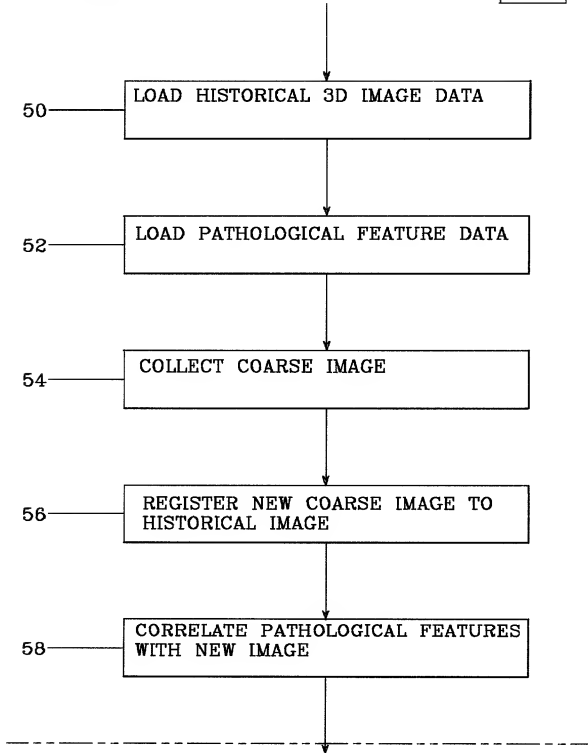 50
LOAD HISTORICAL 3D IMAGE DATA
52
LOAD PATHOLOGICAL FEATURE DATA
54
COLLECT COARSE IMAGE
56
REGISTER NEW COARSE IMAGE TO
HISTORICAL IMAGE
58
CORRELATE PATHOLOGICAL FEATURES
WITH NEW IMAGE